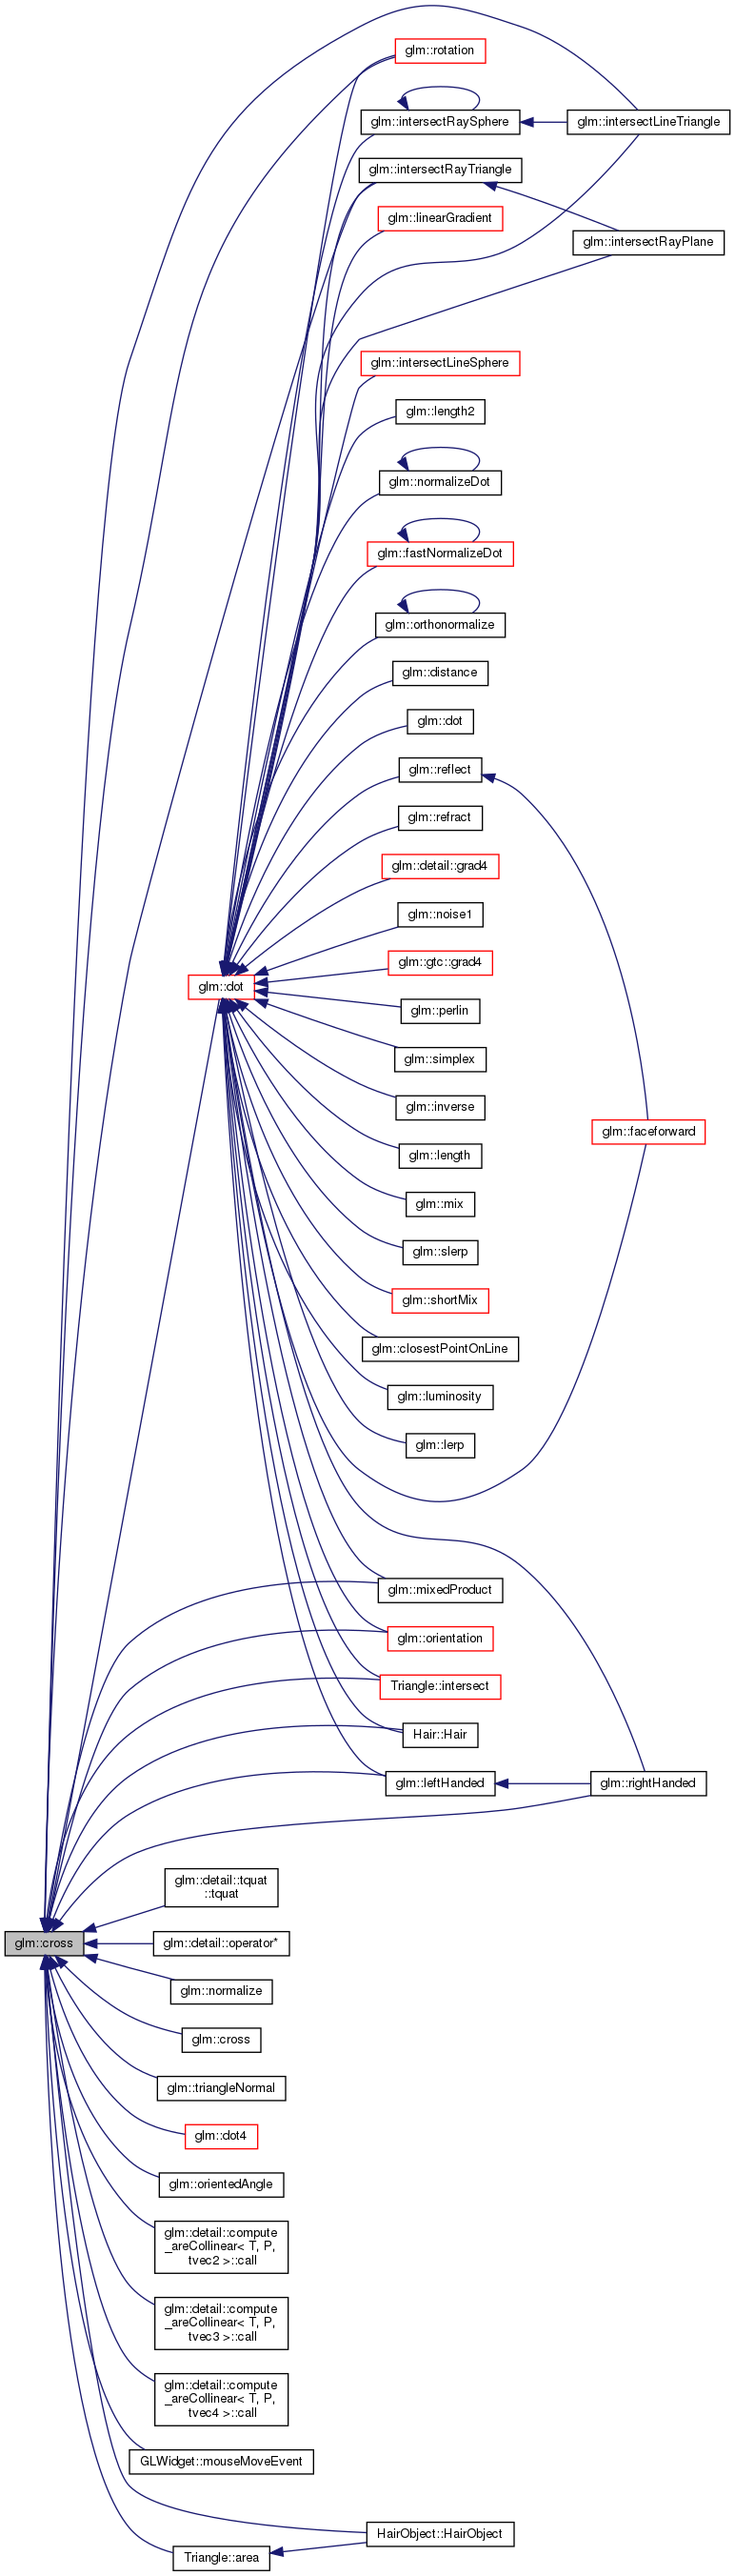 glm::rotation
glm::intersectRaySphere
glm::intersectLineTriangle
glm::intersectRayTriangle
glm::linearGradient
glm::intersectRayPlane
glm::intersectLineSphere
glm::length2
glm::normalizeDot
glm::fastNormalizeDot
glm::orthonormalize
glm::distance
glm::dot
glm::reflect
glm::refract
glm::detail::grad4
glm::noise1
glm::gtc::grad4
glm::dot
glm::perlin
glm::simplex
glm::inverse
glm::faceforward
glm::length
glm::mix
glm::slerp
glm::shortMix
glm::closestPointOnLine
glm::luminosity
glm::lerp
glm::mixedProduct
glm::orientation
Triangle::intersect
Hair::Hair
glm::leftHanded
glm::rightHanded
glm::detail::tquat
::tquat
glm::cross
glm::detail::operator*
glm::normalize
glm::cross
glm::triangleNormal
glm::dot4
glm::orientedAngle
glm::detail::compute
_areCollinear< T, P,
tvec2 >::call
glm::detail::compute
_areCollinear< T, P,
tvec3 >::call
glm::detail::compute
_areCollinear< T, P,
tvec4 >::call
GLWidget::mouseMoveEvent
HairObject::HairObject
Triangle::area